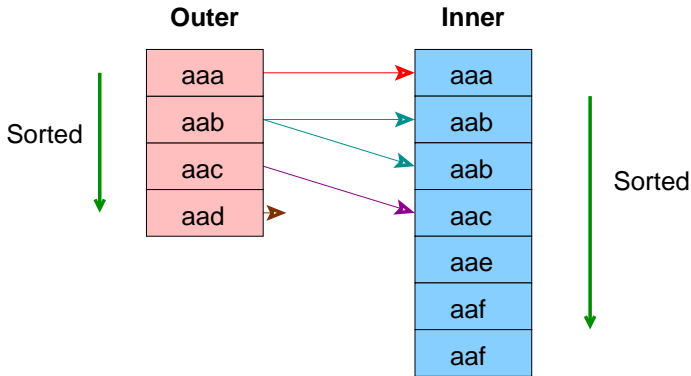 Outer Inner
aaa aaa
aab aab
Sorted
aac aab
Sorted
aad aac
aae
aaf
aaf